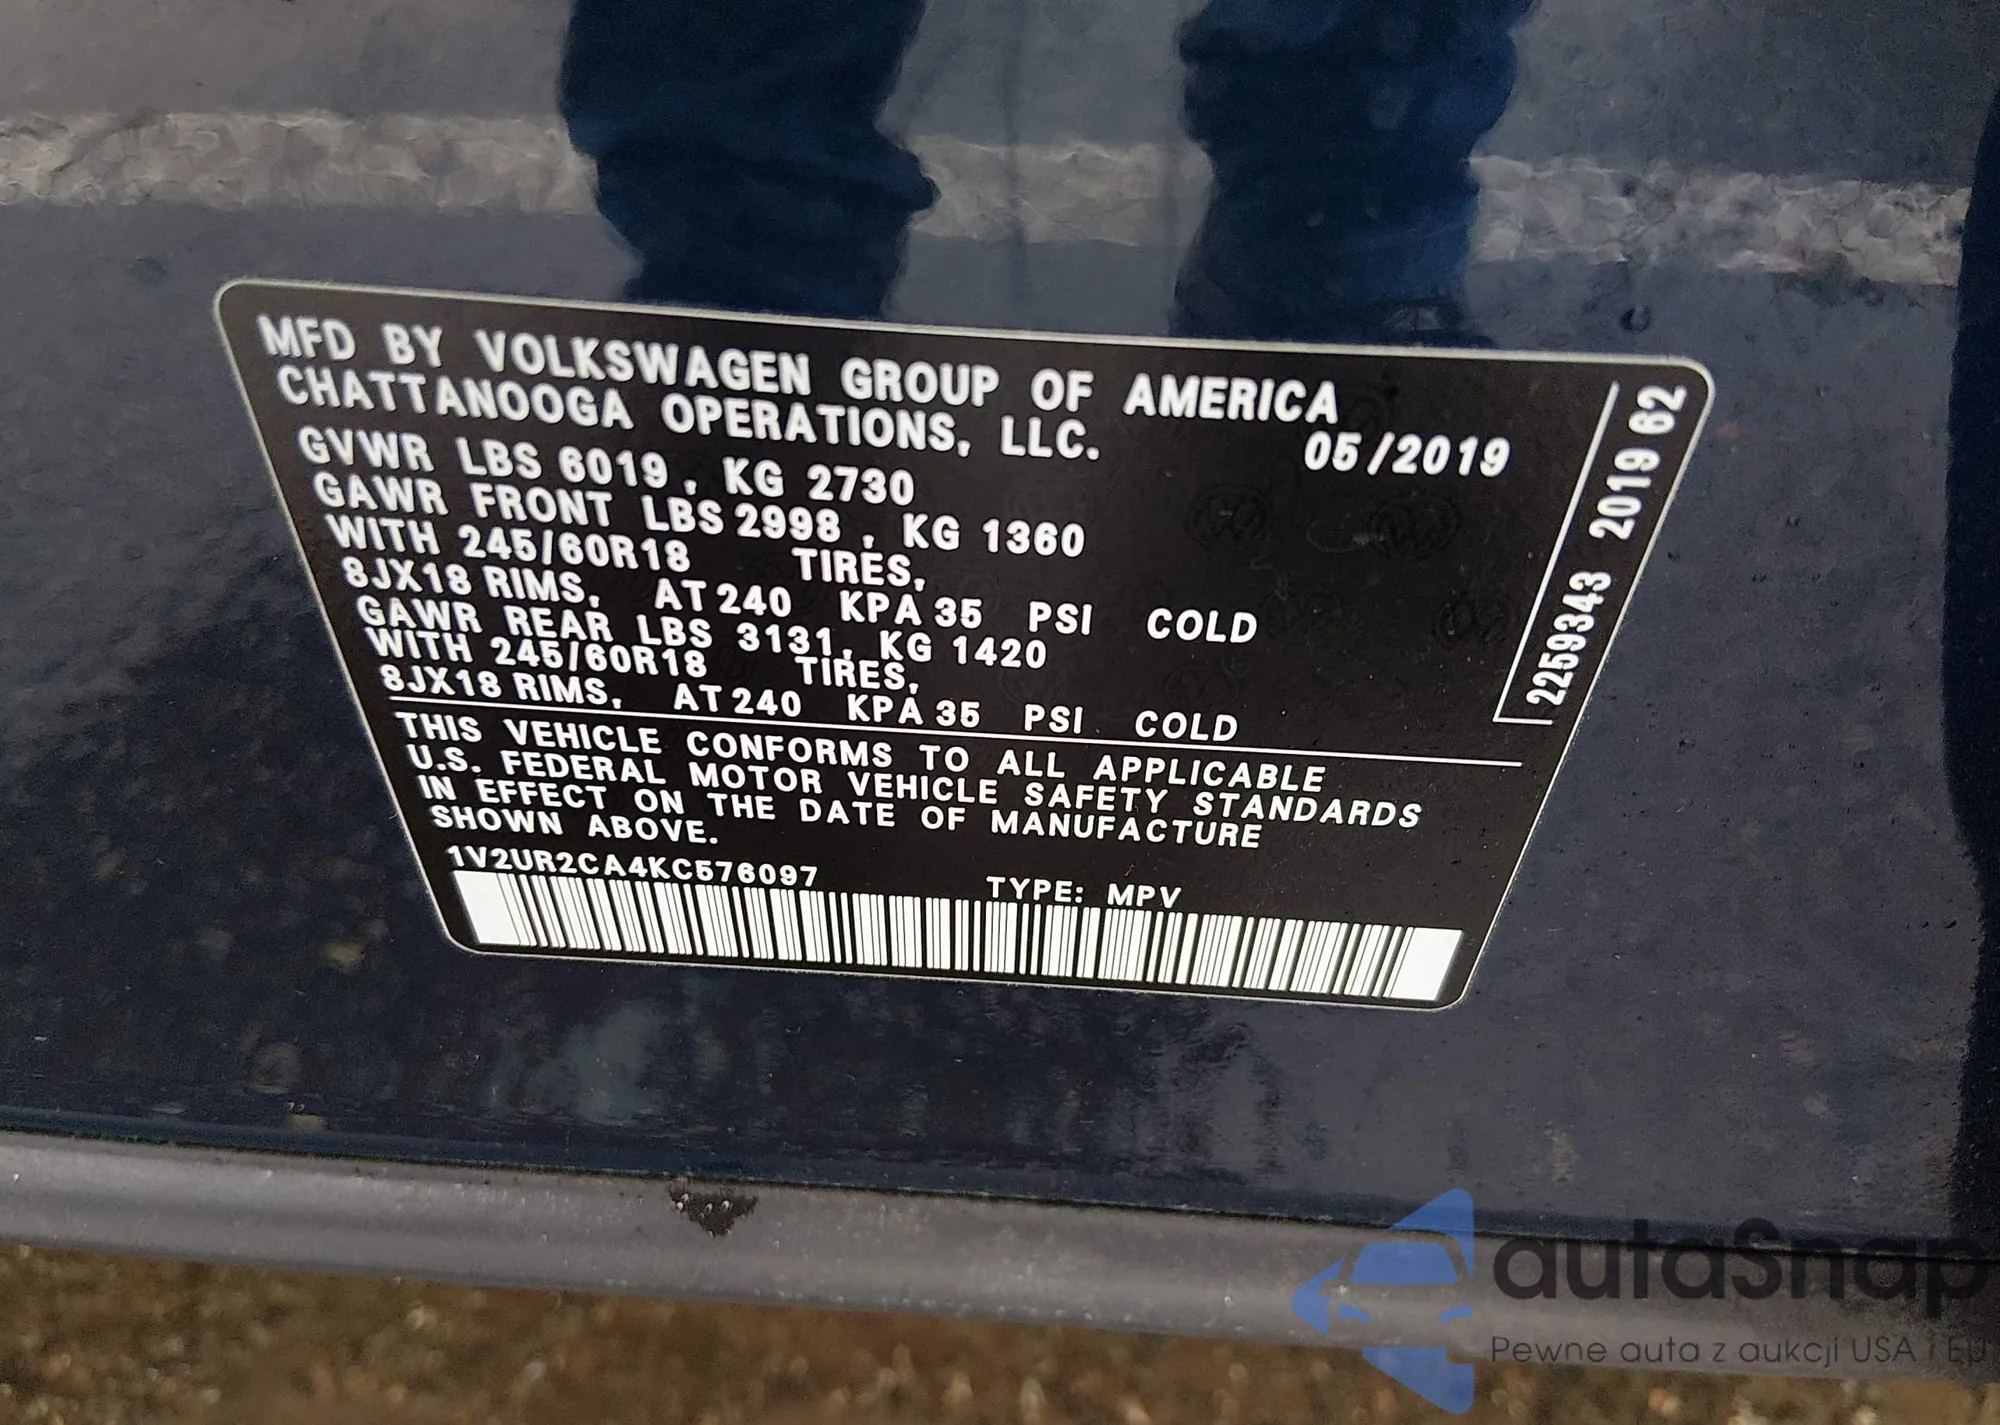 MFD BY VOLKSWAGEN GROUP OF AMERICA
CHATTANOOGA OPERATIONS, LLC. 05/2019
GVWR LBS 6019 , KG 2730
GAWR FRONT LBS 2998 , KG 1360
WITH 245/60R18 TIRES,
8JX18 RIMS, AT 240 KPA 35 PSI COLD
GAWR REAR LBS 3131, KG 1420
WITH 245/60R18 TIRES,
8JX18 RIMS, AT 240 KPA 35 PSI COLD
THIS VEHICLE CONFORMS TO ALL APPLICABLE
U.S. FEDERAL MOTOR VEHICLE SAFETY STANDARDS
IN EFFECT ON THE DATE OF MANUFACTURE
SHOWN ABOVE.
1V2UR2CA4KC576097 TYPE: MPV
2259343 2019 62
autaSnap
Pewne auta z aukcji USA i EU